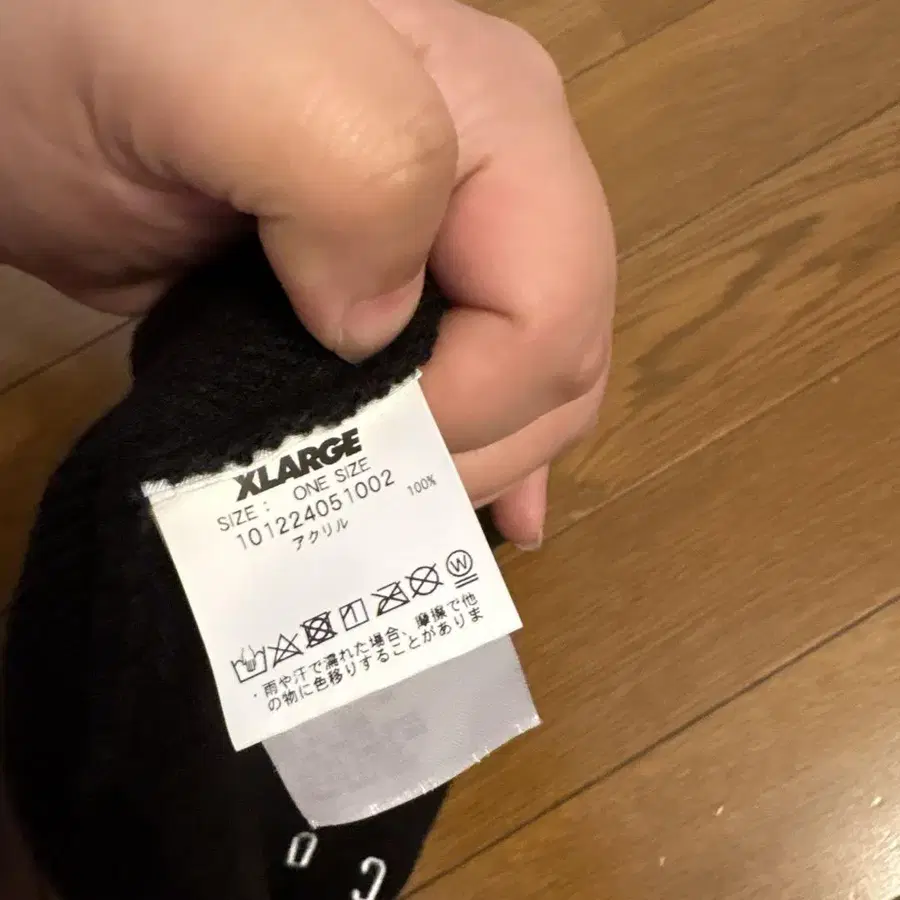 XLARGE
SIZE : ONE SIZE
101224051002
アクリル 100%
W
・雨や汗で濡れた場合、摩擦で他
の物に色移りすることがありま